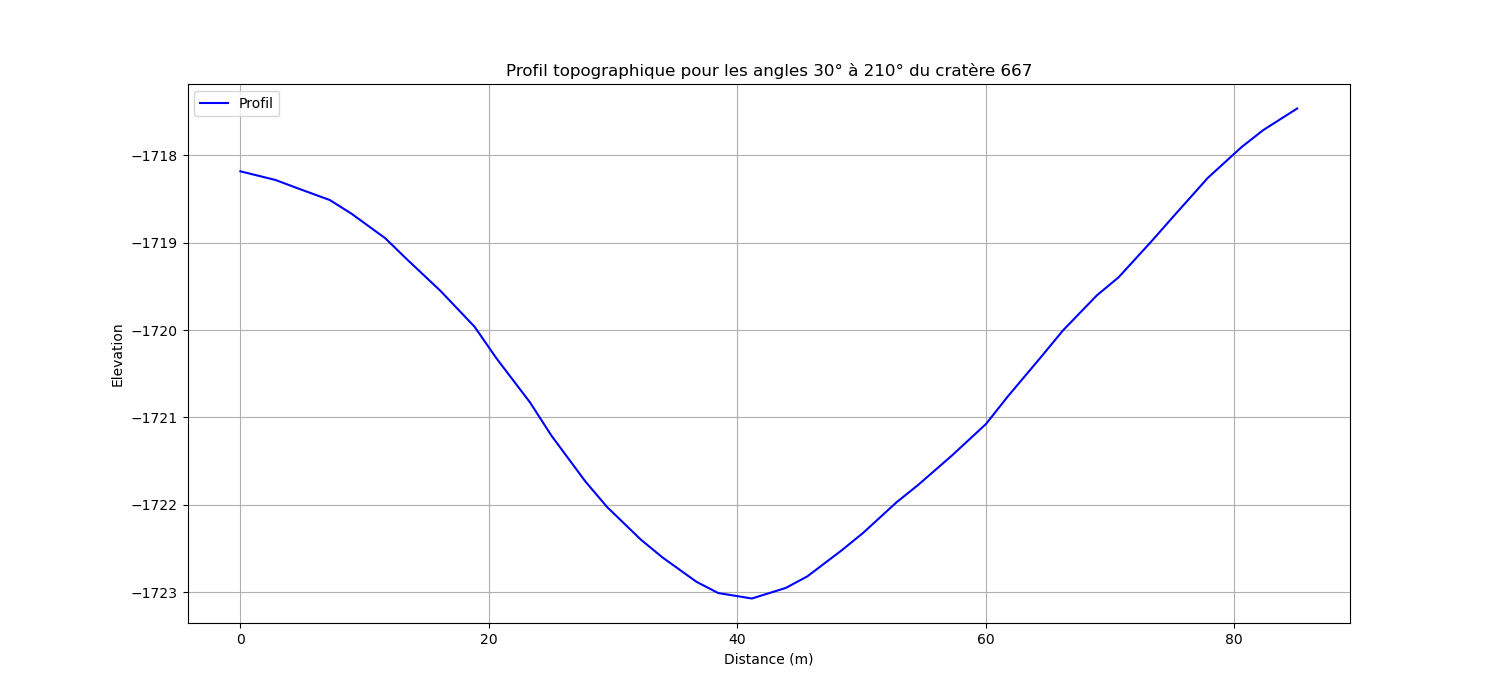 Profil topographique pour les angles 30° à 210° du cratère 667
Profil
−1718
−1719
−1720
−1721
−1722
−1723
Elevation
0 20 40 60 80
Distance (m)